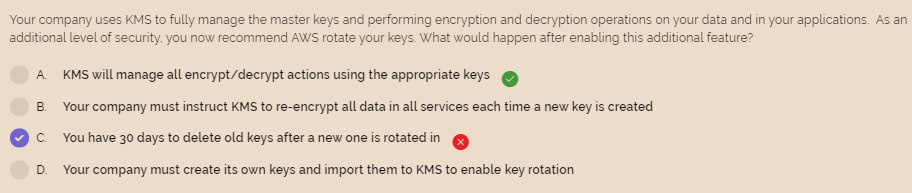 Your company uses KMS to fully manage the master keys and performing encryption and decryption operations on your data and in your applications. As an
additional level of security, you now recommend AWS rotate your keys. What would happen after enabling this additional feature?
A. KMS will manage all encrypt/decrypt actions using the appropriate keys
B. Your company must instruct KMS to re-encrypt all data in all services each time a new key is created
C. You have 30 days to delete old keys after a new one is rotated in
D. Your company must create its own keys and import them to KMS to enable key rotation